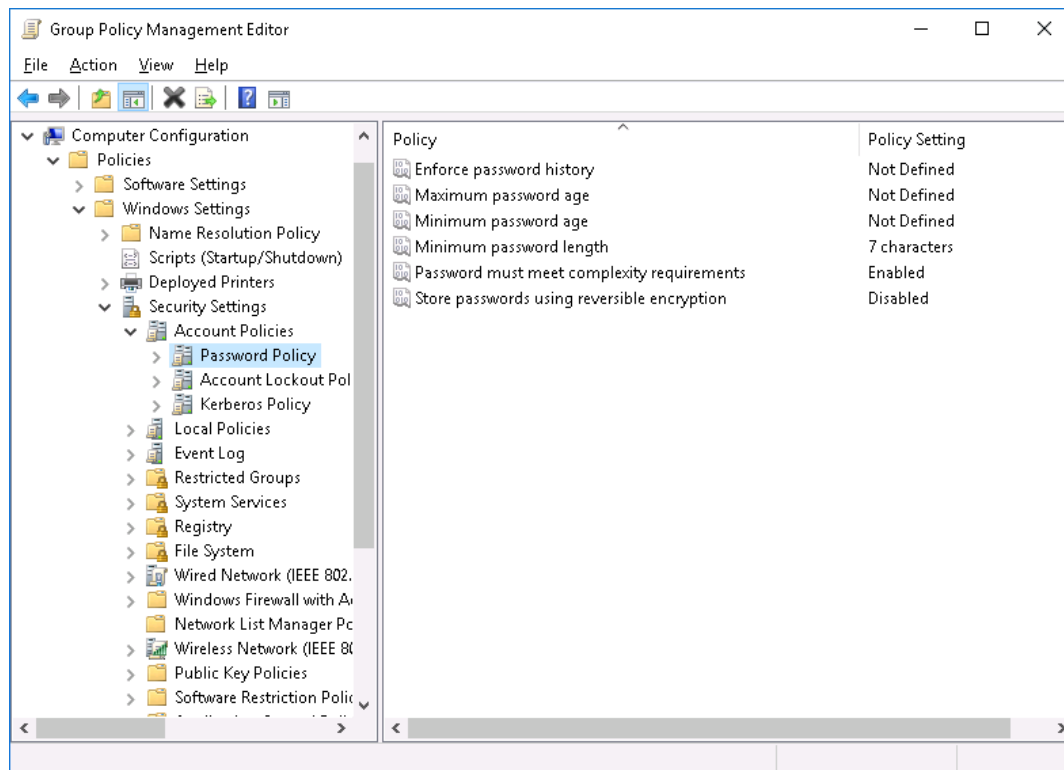 Group Policy Management Editor
File Action View Help
Computer Configuration
Policies
Software Settings
Windows Settings
Name Resolution Policy
Scripts (Startup/Shutdown)
Deployed Printers
Security Settings
Account Policies
Password Policy
Account Lockout Pol
Kerberos Policy
Local Policies
Event Log
Restricted Groups
System Services
Registry
File System
Wired Network (IEEE 802.
Windows Firewall with A
Network List Manager Po
Wireless Network (IEEE 80
Public Key Policies
Software Restriction Polic
Policy Policy Setting
Enforce password history Not Defined
Maximum password age Not Defined
Minimum password age Not Defined
Minimum password length 7 characters
Password must meet complexity requirements Enabled
Store passwords using reversible encryption Disabled